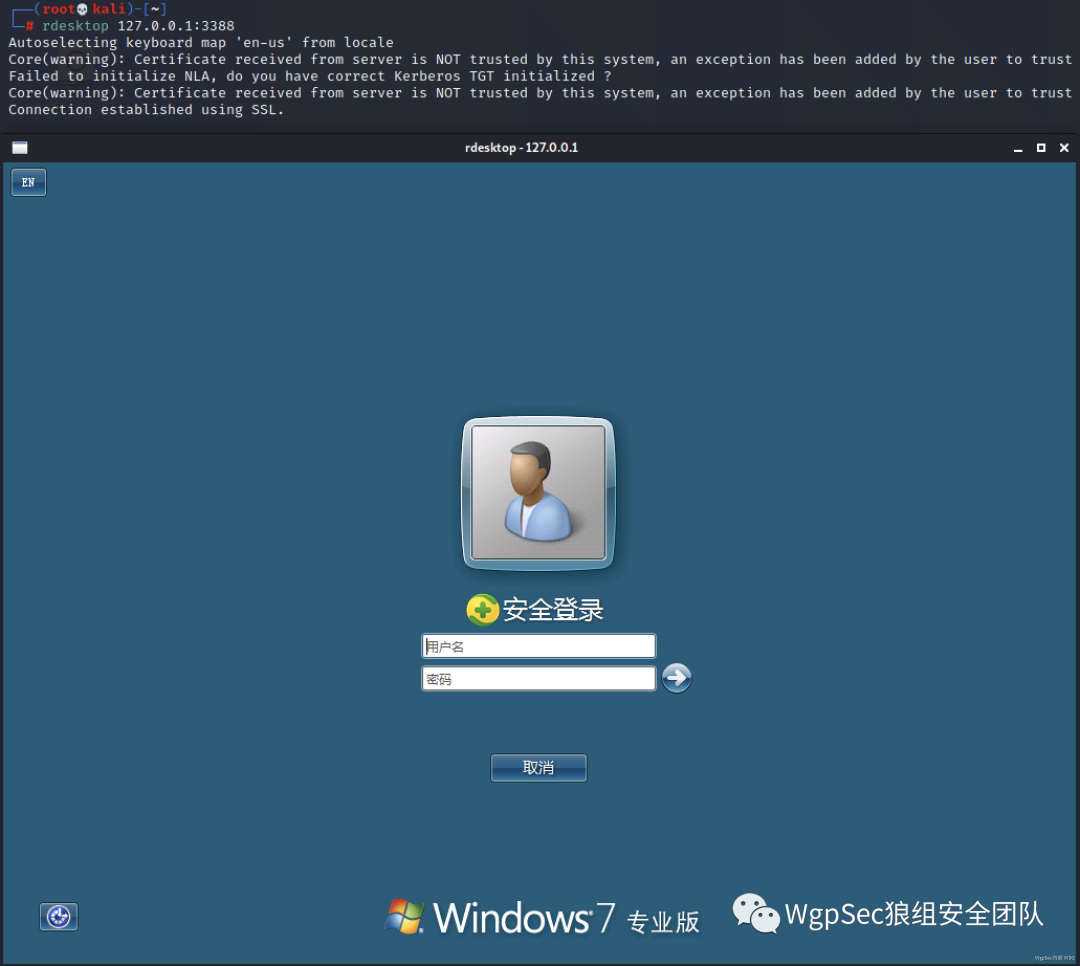 (root💀kali)-[~]
# rdesktop 127.0.0.1:3388
Autoselecting keyboard map 'en-us' from locale
Core(warning): Certificate received from server is NOT trusted by this system, an exception has been added by the user to trust
Failed to initialize NLA, do you have correct Kerberos TGT initialized ?
Core(warning): Certificate received from server is NOT trusted by this system, an exception has been added by the user to trust
Connection established using SSL.
rdesktop - 127.0.0.1
EN
安全登录
用户名
密码
取消
Windows 7 专业版
WgpSec狼组安全团队